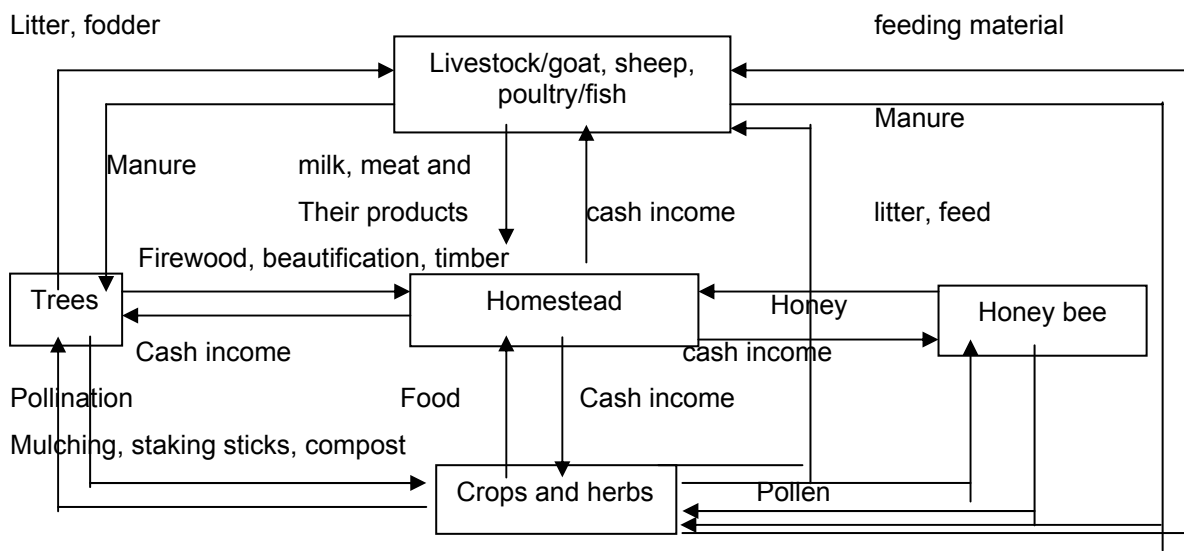 Litter, fodder
feeding material
Livestock/goat, sheep,
poultry/fish
Manure
Manure
milk, meat and
Their products
cash income
litter, feed
Firewood, beautification, timber
Trees
Homestead
Honey
Honey bee
Cash income
cash income
Pollination
Food
Cash income
Mulching, staking sticks, compost
Crops and herbs
Pollen